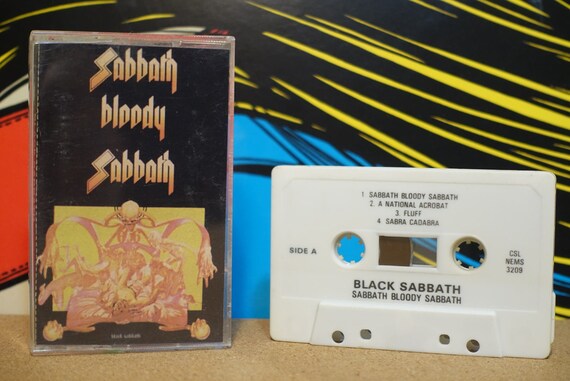 Sabbath
bloody
Sabbath
black sabbath
1 SABBATH BLOODY SABBATH
2. A NATIONAL ACROBAT
3. FLUFF
4. SABRA CADABRA
SIDE A
CSL
NEMS
3209
BLACK SABBATH
SABBATH BLOODY SABBATH